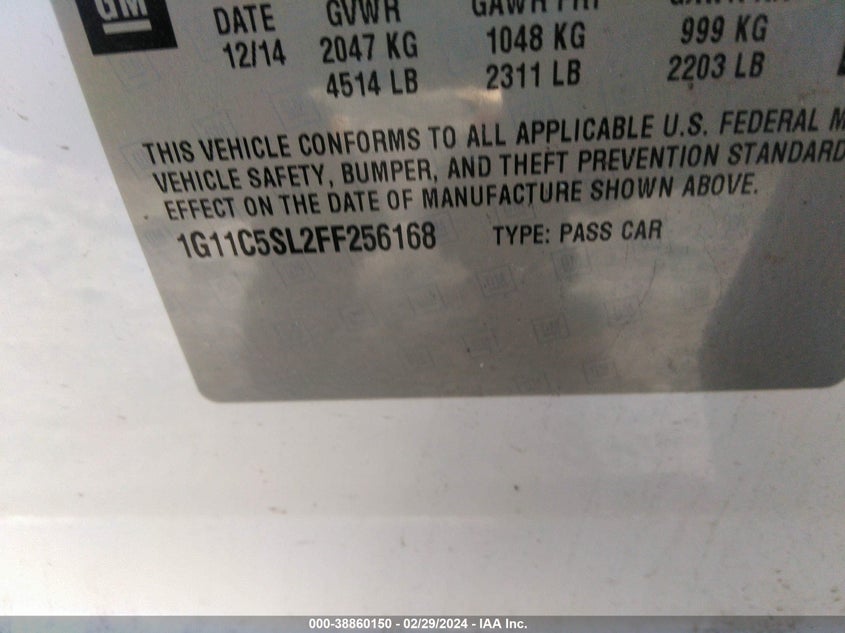 GM
DATE GVWR GAWR FRT
12/14 2047 KG 1048 KG 999 KG
4514 LB 2311 LB 2203 LB
THIS VEHICLE CONFORMS TO ALL APPLICABLE U.S. FEDERAL M
VEHICLE SAFETY, BUMPER, AND THEFT PREVENTION STANDARD
EFFECT ON THE DATE OF MANUFACTURE SHOWN ABOVE.
1G11C5SL2FF256168 TYPE: PASS CAR
000-38860150 - 02/29/2024 - IAA Inc.